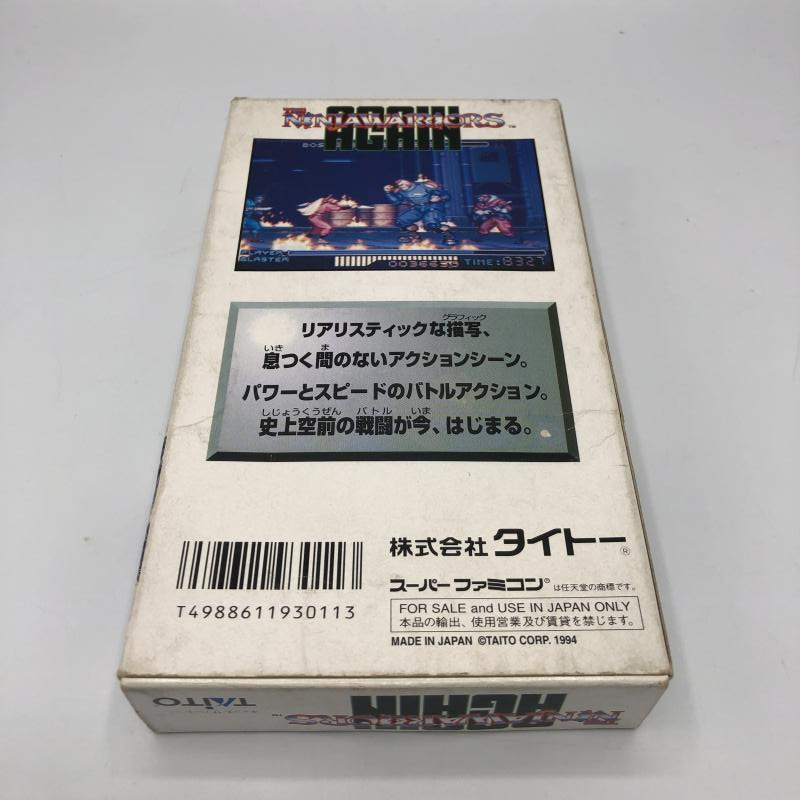 NINJAWARRIORS™
AGAIN
BOS
PLAYER 1
BLASTER
TIME:
グラフィック
リアリスティックな描写、
いき ま
息つく間のないアクションシーン。
パワーとスピードのバトルアクション。
しじょうくうぜん バトル いま
史上空前の戦闘が今、はじまる。
株式会社 タイトー®
スーパーファミコン®は任天堂の商標です。
T4988611930113
FOR SALE and USE IN JAPAN ONLY
本品の輸出、使用営業及び賃貸を禁じます。
MADE IN JAPAN ©TAITO CORP. 1994
NINJAWARRIORS™
AGAIN
TAITO